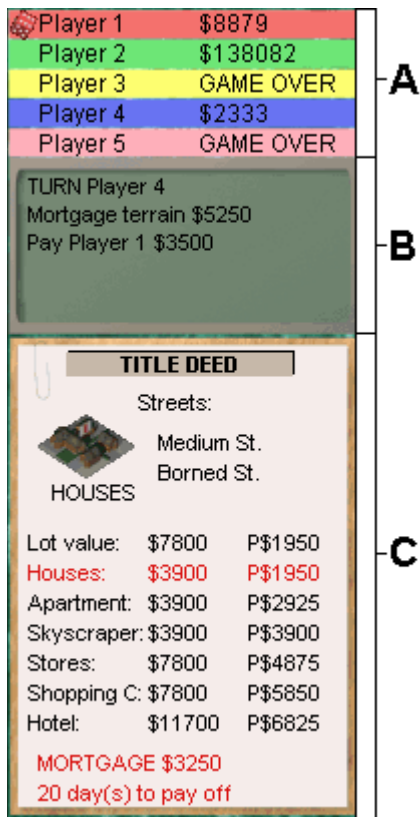 Player 1 $8879
Player 2 $138082
Player 3 GAME OVER
Player 4 $2333
Player 5 GAME OVER
A
TURN Player 4
Mortgage terrain $5250
Pay Player 1 $3500
B
TITLE DEED
Streets:
Medium St.
Borned St.
HOUSES
Lot value: $7800 P$1950
Houses: $3900 P$1950
Apartment: $3900 P$2925
Skyscraper: $3900 P$3900
Stores: $7800 P$4875
Shopping C: $7800 P$5850
Hotel: $11700 P$6825
MORTGAGE $3250
20 day(s) to pay off
C